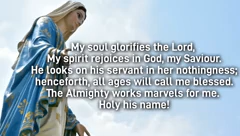 My soul glorifies the Lord,
My spirit rejoices in God, my Saviour.
He looks on his servant in her nothingness;
henceforth, all ages will call me blessed.
The Almighty works marvels for me.
Holy his name!